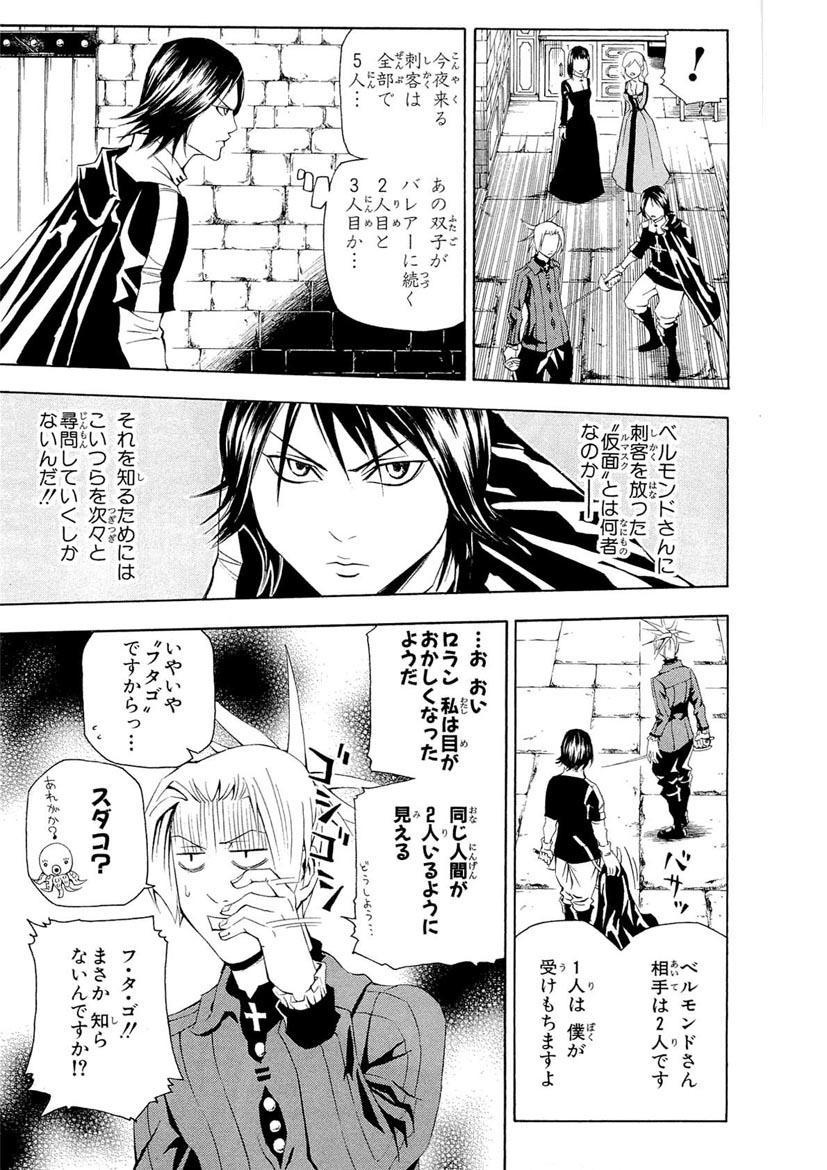 ！
今夜来る
刺客は
全部で
5人…
あの双子が
バレアーに続く
2人目と
3人目か…
ベルモンドさんに
刺客を放った
〝仮面〟とは何者
なのか――
それを知るためには
こいつらを次々と
尋問していくしか
ないんだ!!
バサッ
ベルモンドさん
相手は2人です
1人は 僕が
受けもちますよ
…お おい
ロラン 私は目が
おかしくなった
ようだ
同じ人間が
2人いるように
見える
どうしよう…
ゴシゴシ
いやいや
〝フタゴ〟
ですからっ…
スダコ？
あれがか？
フ・タ・ゴ!!
まさか 知ら
ないんですか!?